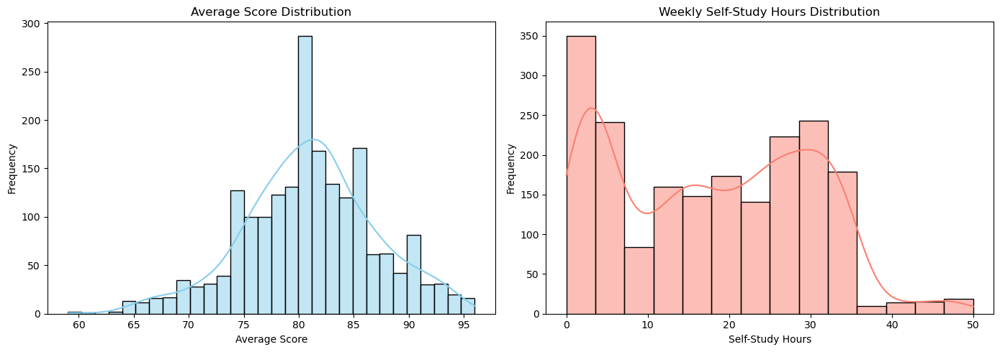 Average Score Distribution
300
250
200
150
100
50
0
Frequency
60 65 70 75 80 85 90 95
Average Score
Weekly Self-Study Hours Distribution
350
300
250
200
150
100
50
0
Frequency
0 10 20 30 40 50
Self-Study Hours